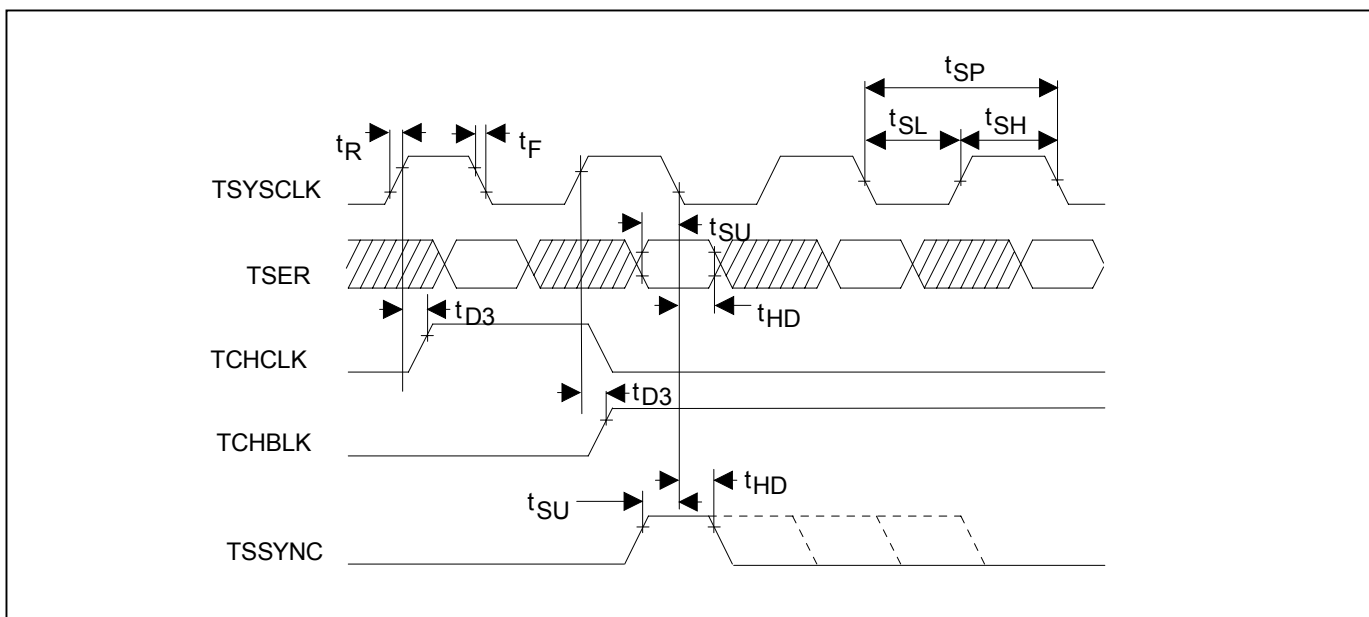 tSP
tSL tSH
tR tF
TSYSCLK
tSU
TSER
tD3 tHD
TCHCLK
tD3
TCHBLK
tHD
tSU
TSSYNC